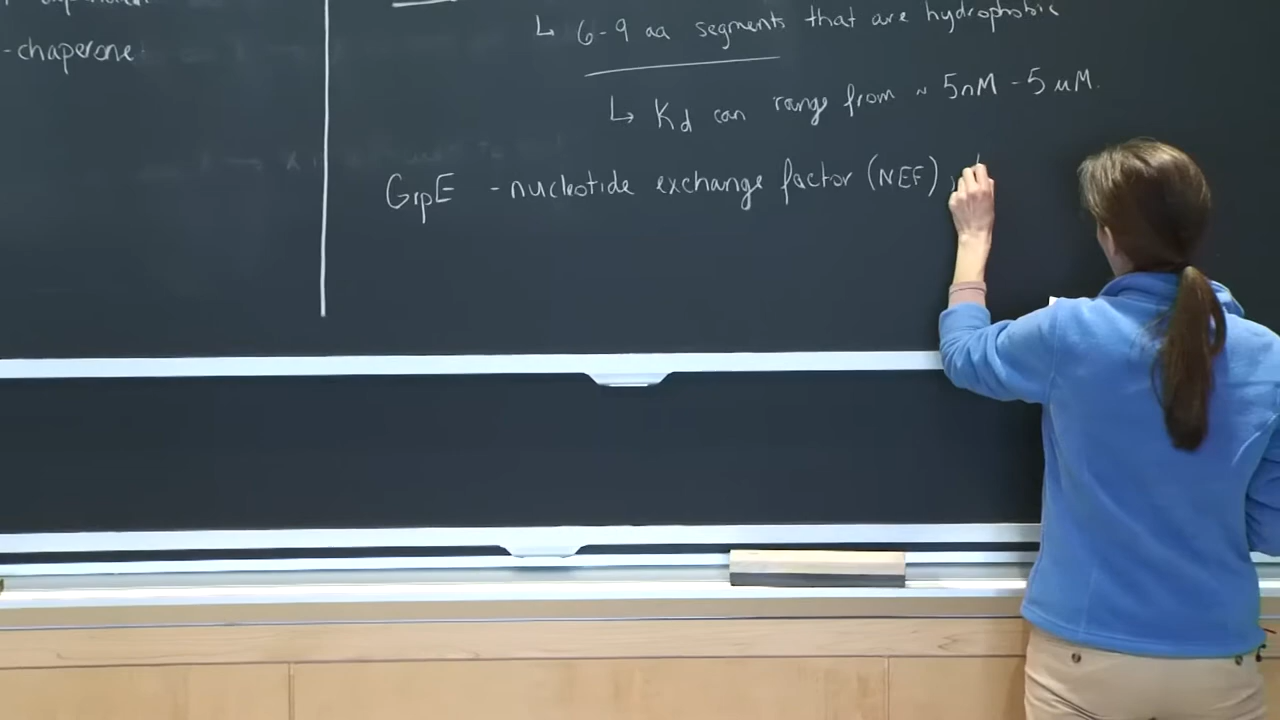 -chaperone
↳ 6-9 aa segments that are hydrophobic
↳ Kd can range from ~ 5nM - 5 uM.
GrpE - nucleotide exchange factor (NEF),